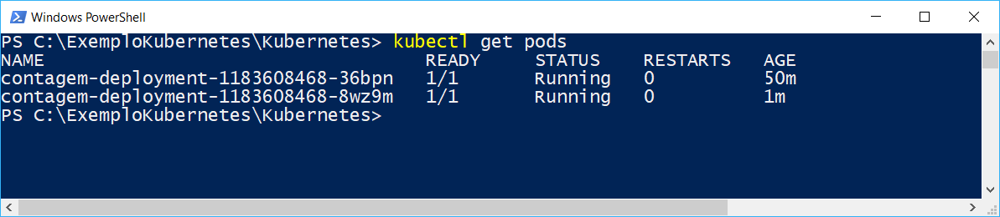 Windows PowerShell
PS C:\ExemploKubernetes\Kubernetes> kubectl get pods
NAME READY STATUS RESTARTS AGE
contagem-deployment-1183608468-36bpn 1/1 Running 0 50m
contagem-deployment-1183608468-8wz9m 1/1 Running 0 1m
PS C:\ExemploKubernetes\Kubernetes>